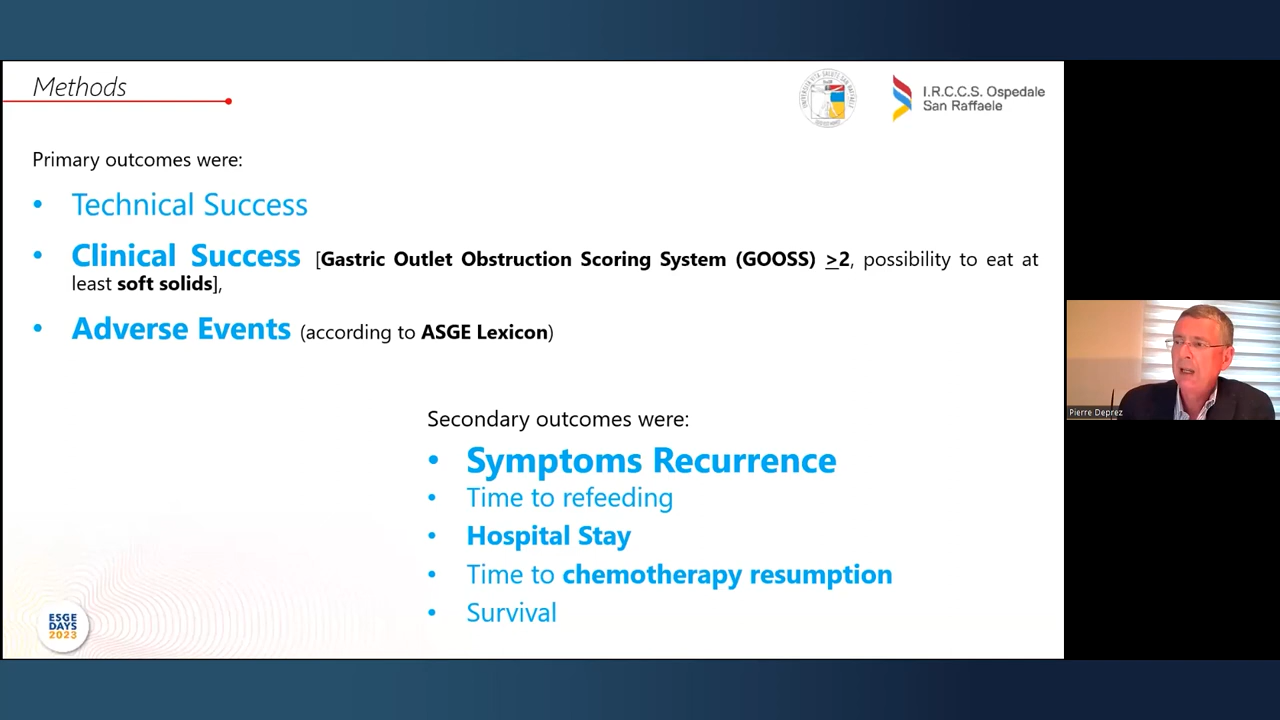 Methods
I.R.C.C.S. Ospedale
San Raffaele
Primary outcomes were:
• Technical Success
• Clinical Success [Gastric Outlet Obstruction Scoring System (GOOSS) >2, possibility to eat at
least soft solids],
• Adverse Events (according to ASGE Lexicon)
Pierre Deprez
Secondary outcomes were:
• Symptoms Recurrence
• Time to refeeding
• Hospital Stay
• Time to chemotherapy resumption
• Survival
ESGE
DAYS
2023